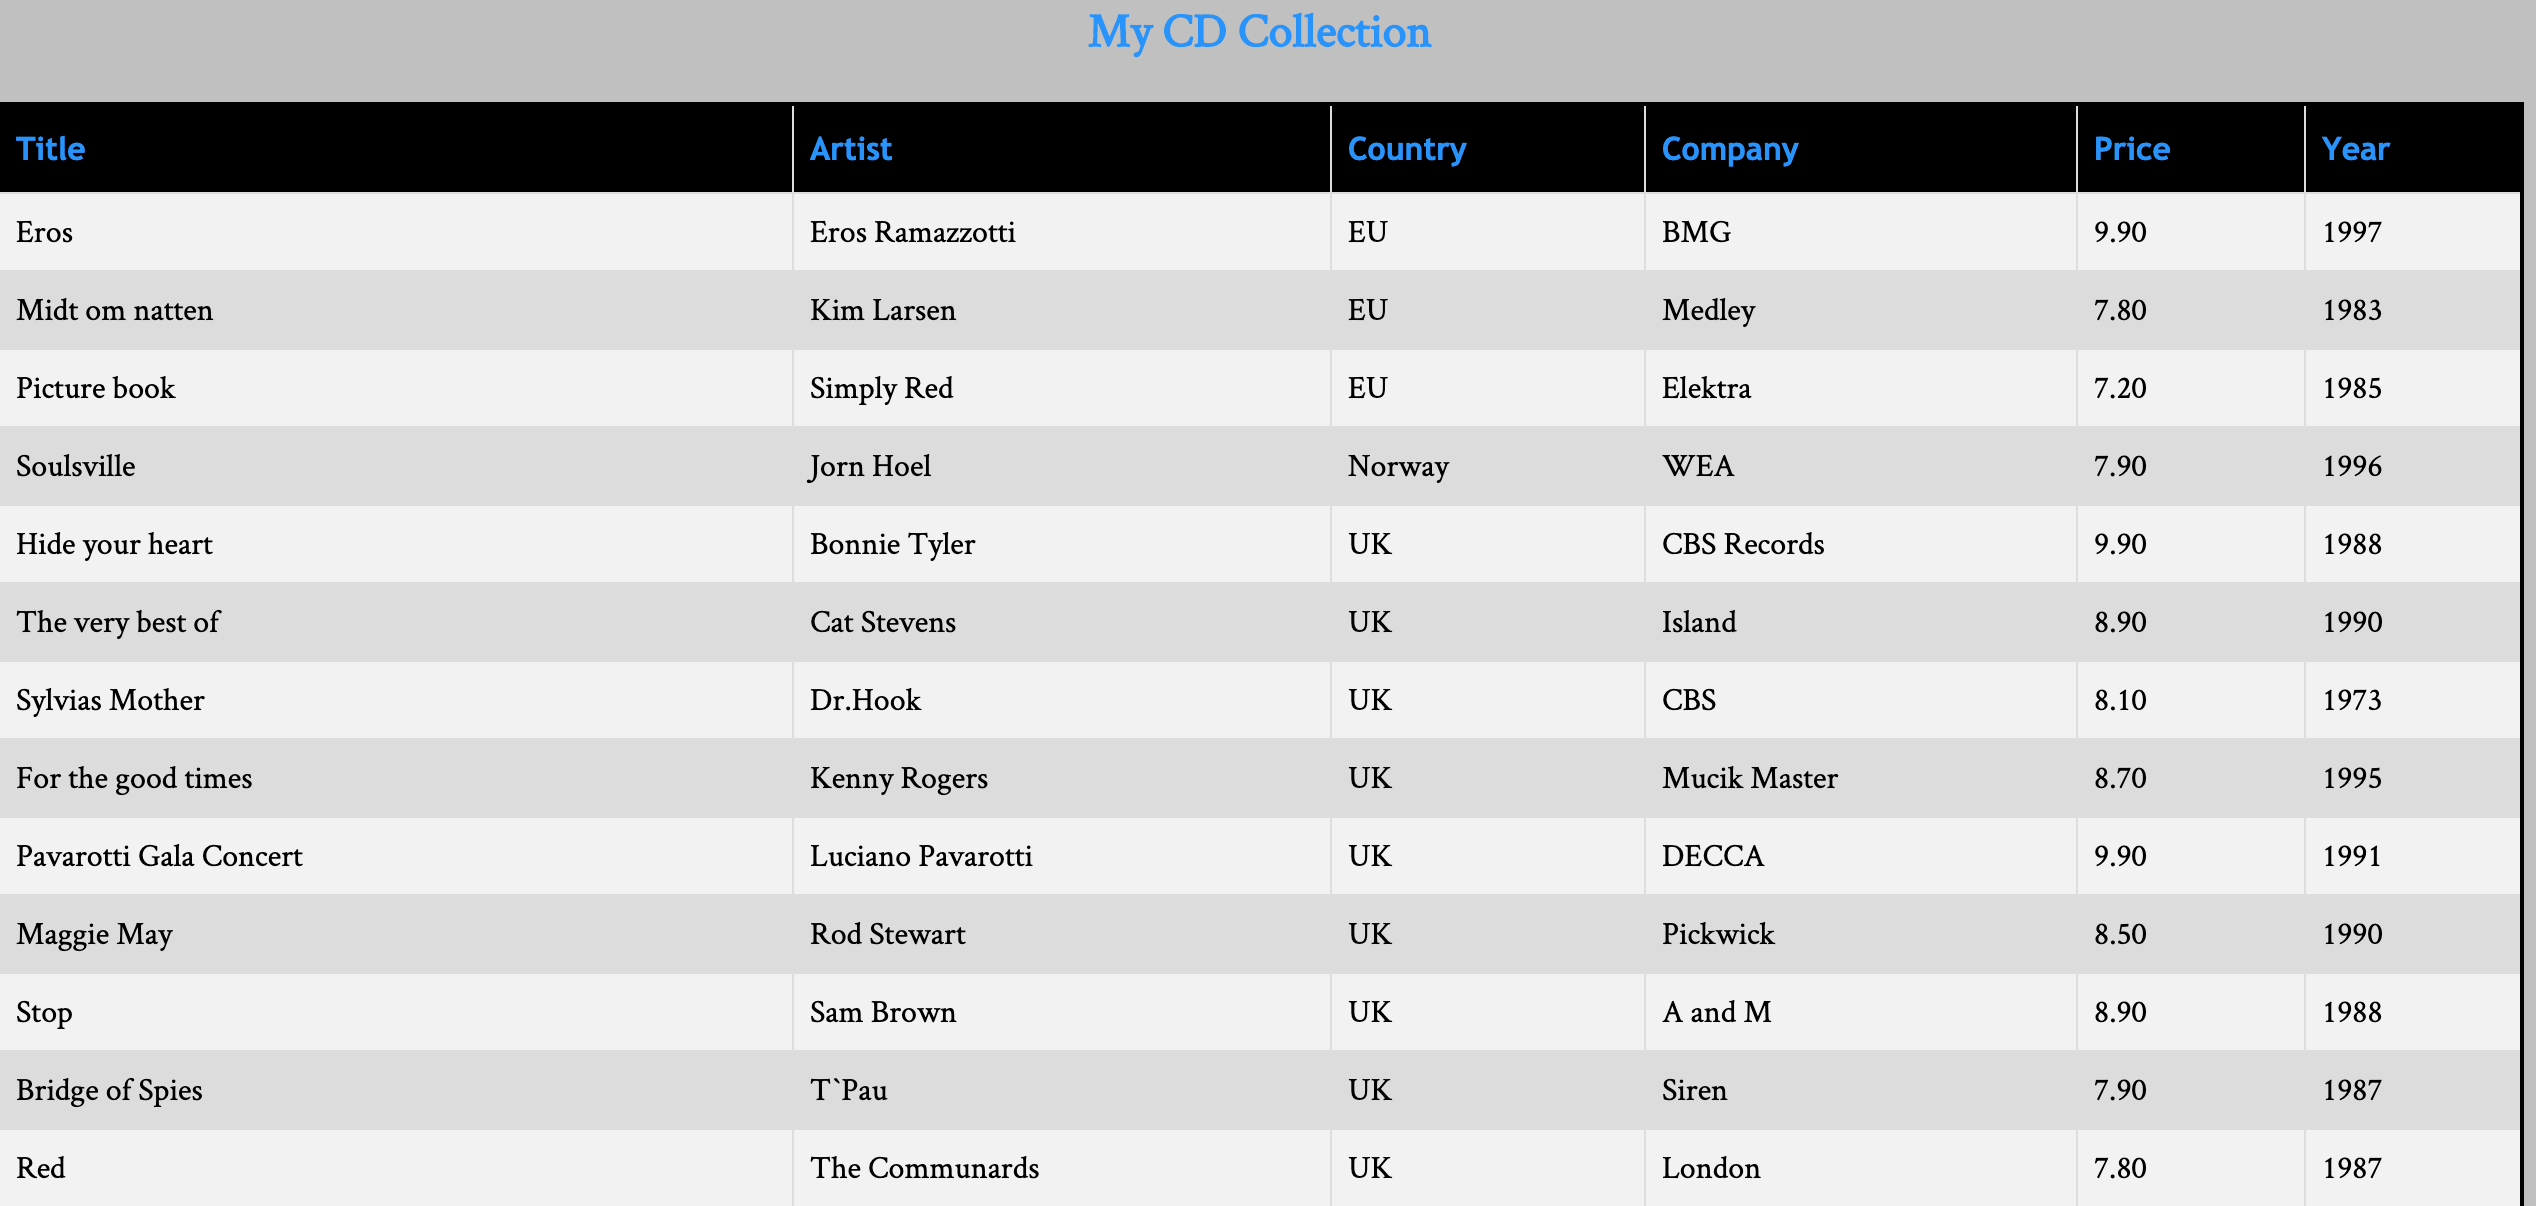 My CD Collection
Title Artist Country Company Price Year
Eros Eros Ramazzotti EU BMG 9.90 1997
Midt om natten Kim Larsen EU Medley 7.80 1983
Picture book Simply Red EU Elektra 7.20 1985
Soulsville Jorn Hoel Norway WEA 7.90 1996
Hide your heart Bonnie Tyler UK CBS Records 9.90 1988
The very best of Cat Stevens UK Island 8.90 1990
Sylvias Mother Dr.Hook UK CBS 8.10 1973
For the good times Kenny Rogers UK Mucik Master 8.70 1995
Pavarotti Gala Concert Luciano Pavarotti UK DECCA 9.90 1991
Maggie May Rod Stewart UK Pickwick 8.50 1990
Stop Sam Brown UK A and M 8.90 1988
Bridge of Spies T`Pau UK Siren 7.90 1987
Red The Communards UK London 7.80 1987